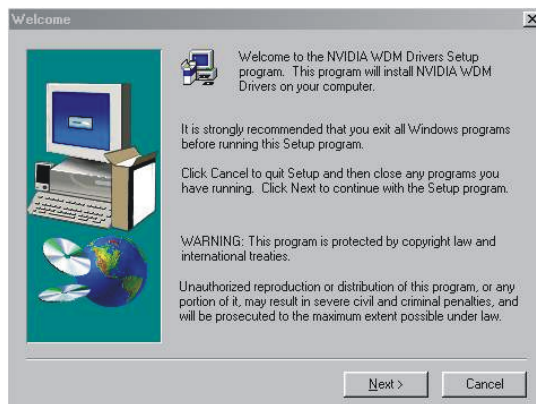 Welcome
Welcome to the NVIDIA WDM Drivers Setup
program. This program will install NVIDIA WDM
Drivers on your computer.
It is strongly recommended that you exit all Windows programs
before running this Setup program.
Click Cancel to quit Setup and then close any programs you
have running. Click Next to continue with the Setup program.
WARNING: This program is protected by copyright law and
international treaties.
Unauthorized reproduction or distribution of this program, or any
portion of it, may result in severe civil and criminal penalties, and
will be prosecuted to the maximum extent possible under law.
Next >
Cancel